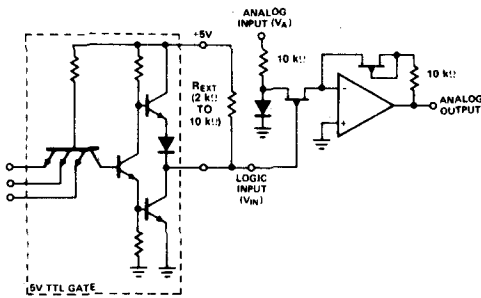 +5V
ANALOG
INPUT (VA)
10 kΩ
REXT
(2 kΩ
TO
10 kΩ)
10 kΩ
-
+
ANALOG
OUTPUT
LOGIC
INPUT
(VIN)
5V TTL GATE